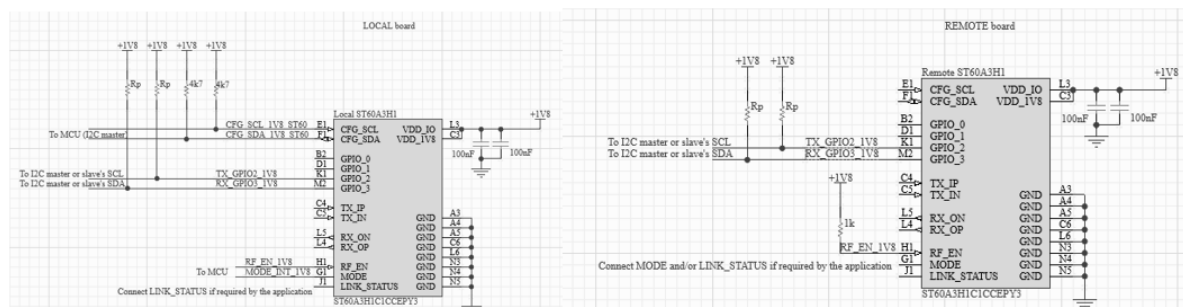 LOCAL board
+1V8 +1V8 +1V8 +1V8
Rp Rp 4k7 4k7
Local ST60A3H1
CFG_SCL_1V8_ST60 E1 CFG_SCL VDD_IO L3 +1V8
To MCU (I2C master) CFG_SDA_1V8_ST60 F1 CFG_SDA VDD_1V8 C3
100nF 100nF
B2 GPIO_0
D1 GPIO_1
To I2C master or slave's SCL TX_GPIO2_1V8 K1 GPIO_2
To I2C master or slave's SDA RX_GPIO3_1V8 M2 GPIO_3
C4 TX_IP
C5 TX_IN GND A3
GND A4
L5 RX_ON GND A5
L4 RX_OP GND C6
GND L6
RF_EN_1V8 H1 RF_EN GND N3
To MCU MODE_INT_1V8 G1 MODE GND N4
J1 LINK_STATUS GND N5
Connect LINK_STATUS if required by the application
ST60A3H1C1CCEPY3
REMOTE board
+1V8 +1V8
Rp Rp
Remote ST60A3H1
E1 CFG_SCL VDD_IO L3 +1V8
F1 CFG_SDA VDD_1V8 C3
100nF 100nF
B2 GPIO_0
D1 GPIO_1
To I2C master or slave's SCL TX_GPIO2_1V8 K1 GPIO_2
To I2C master or slave's SDA RX_GPIO3_1V8 M2 GPIO_3
+1V8
C4 TX_IP
C5 TX_IN GND A3
GND A4
L5 RX_ON GND A5
1k L4 RX_OP GND C6
GND L6
RF_EN_1V8 H1 RF_EN GND N3
Connect MODE and/or LINK_STATUS if required by the application G1 MODE GND N4
J1 LINK_STATUS GND N5
ST60A3H1C1CCEPY3